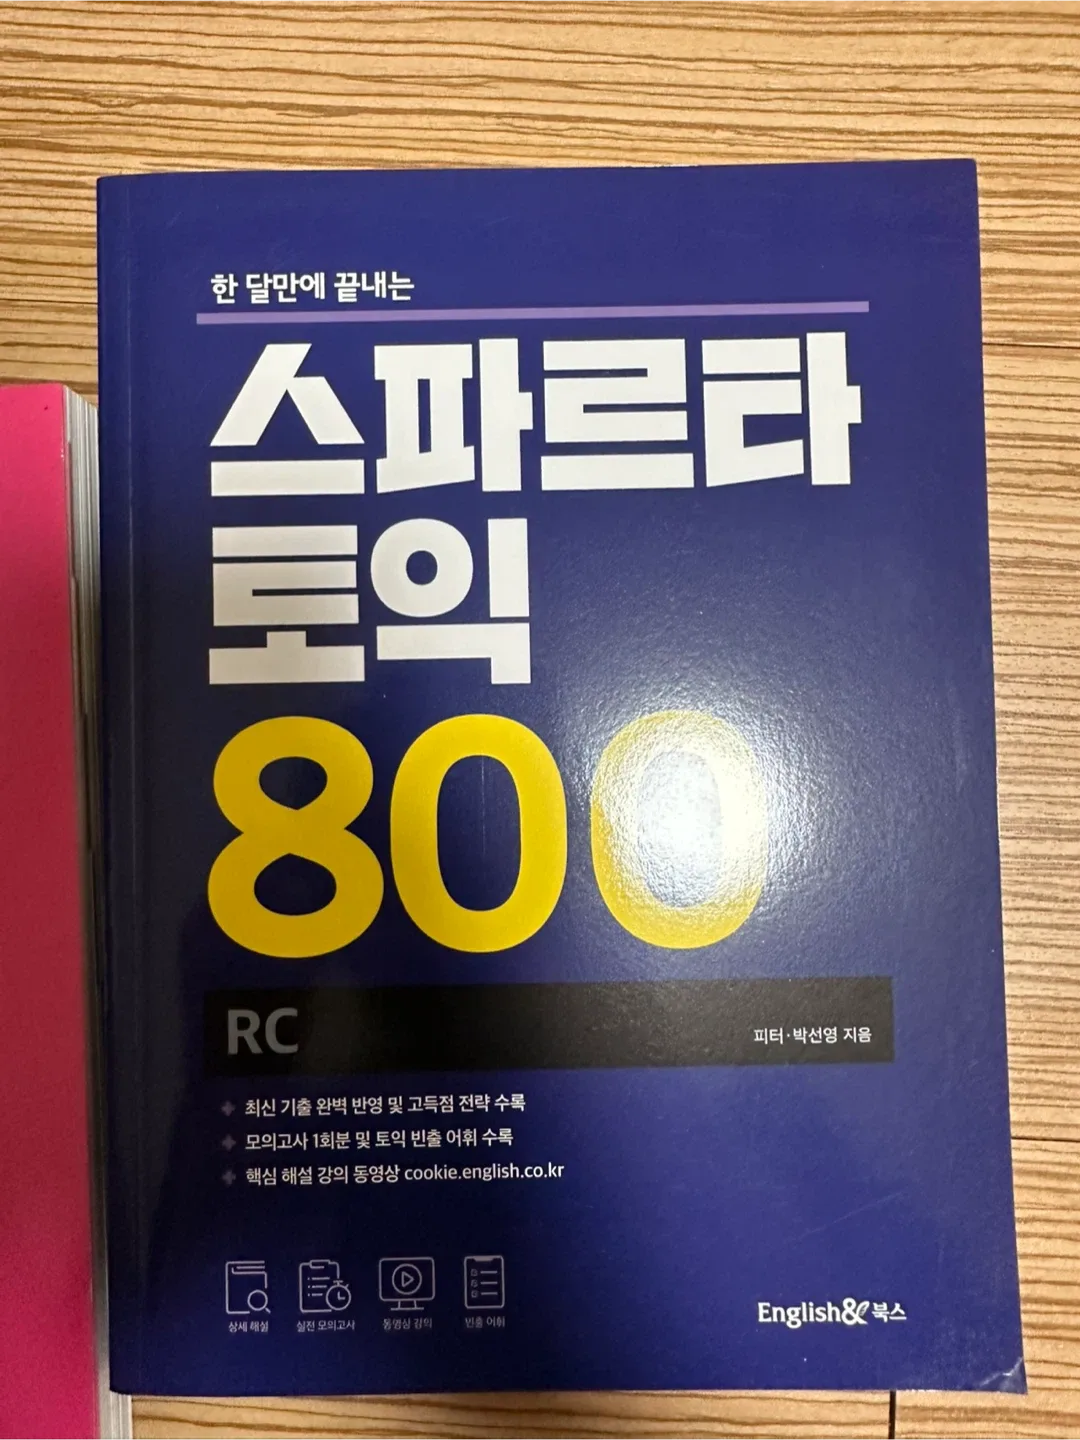 한 달만에 끝내는
스파르타
토익
800
RC
피터·박선영 지음
최신 기출 완벽 반영 및 고득점 전략 수록
모의고사 1회분 및 토익 빈출 어휘 수록
핵심 해설 강의 동영상 cookie.english.co.kr
상세 해설
실전 모의고사
동영상 강의
빈출 어휘
English& 북스